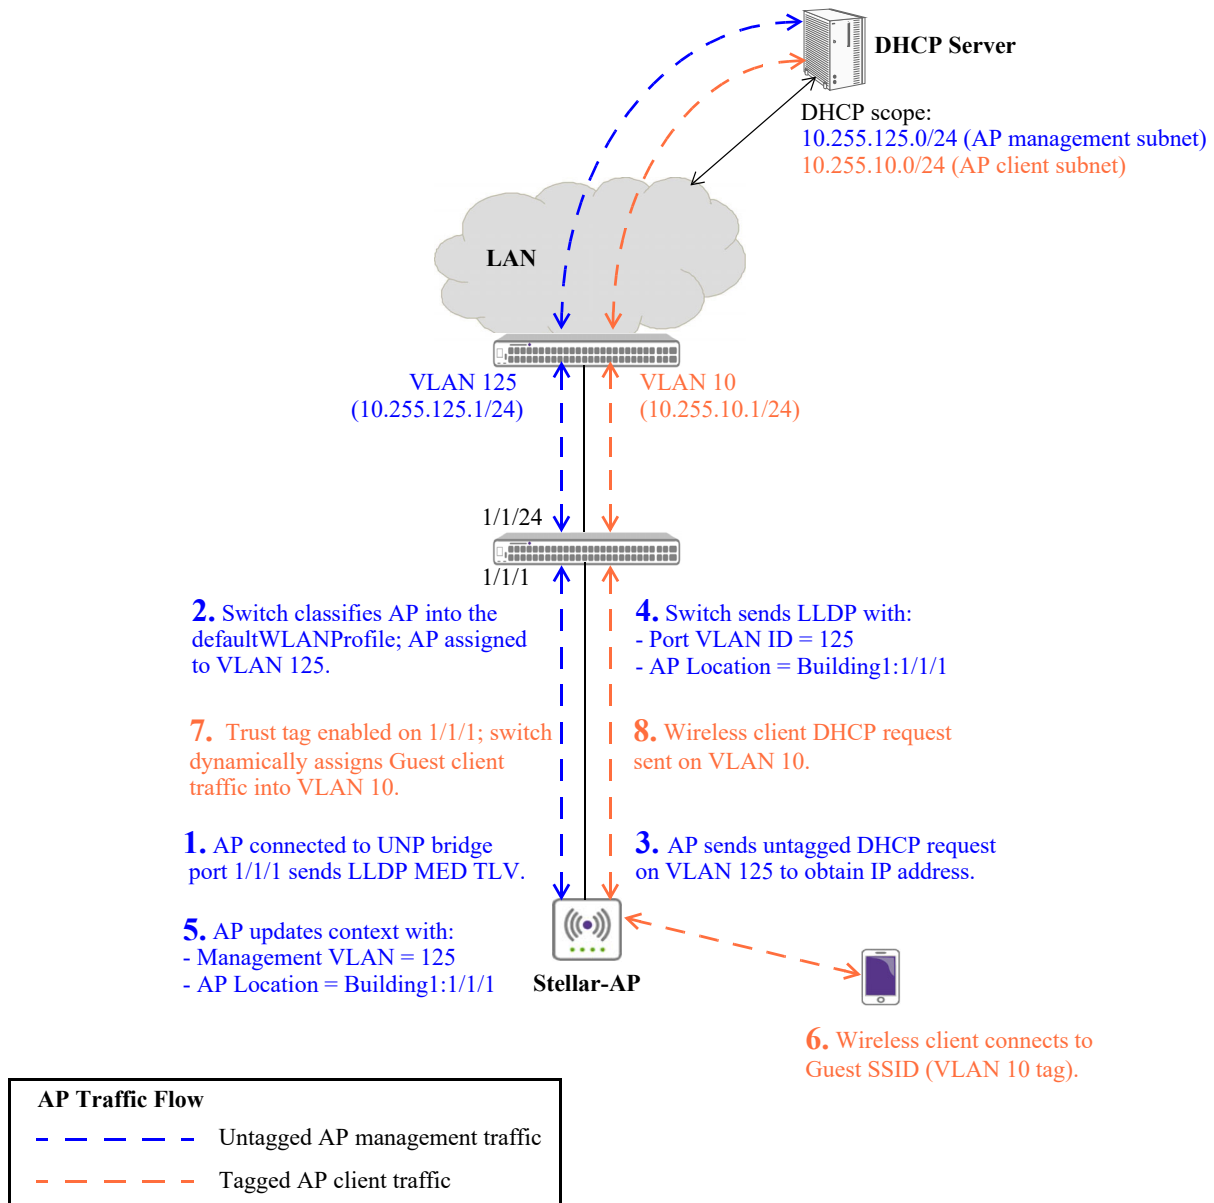 DHCP Server
DHCP scope:
10.255.125.0/24 (AP management subnet)
10.255.10.0/24 (AP client subnet)
LAN
VLAN 125
(10.255.125.1/24)
VLAN 10
(10.255.10.1/24)
1/1/24
1/1/1
2. Switch classifies AP into the
defaultWLANProfile; AP assigned
to VLAN 125.
4. Switch sends LLDP with:
- Port VLAN ID = 125
- AP Location = Building1:1/1/1
7. Trust tag enabled on 1/1/1; switch
dynamically assigns Guest client
traffic into VLAN 10.
8. Wireless client DHCP request
sent on VLAN 10.
1. AP connected to UNP bridge
port 1/1/1 sends LLDP MED TLV.
3. AP sends untagged DHCP request
on VLAN 125 to obtain IP address.
5. AP updates context with:
- Management VLAN = 125
- AP Location = Building1:1/1/1
Stellar-AP
6. Wireless client connects to
Guest SSID (VLAN 10 tag).
AP Traffic Flow
Untagged AP management traffic
Tagged AP client traffic